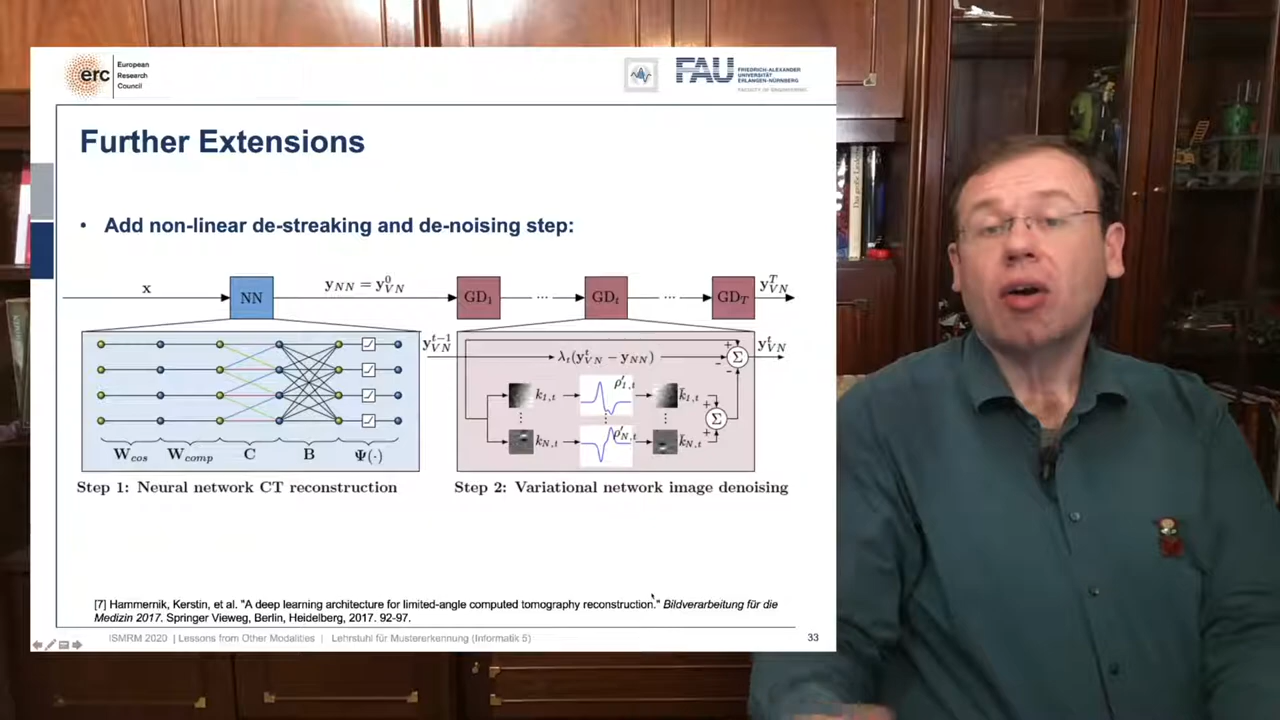 erc
European
Research
Council
FAU
FRIEDRICH-ALEXANDER
UNIVERSITÄT
ERLANGEN-NÜRNBERG
FACULTY OF ENGINEERING
Further Extensions
• Add non-linear de-streaking and de-noising step:
x
NN
y_NN = y^0_VN
GD_1
...
GD_t
...
GD_T
y^T_VN
y^{t-1}_VN
λ_t(y^t_VN − y_NN)
Σ
y^t_VN
k_{1,t}
ρ'_{1,t}
k̄_{1,t}
Σ
k_{N,t}
ρ'_{N,t}
k̄_{N,t}
W_cos
W_comp
C
B
Ψ(·)
Step 1: Neural network CT reconstruction
Step 2: Variational network image denoising
[7] Hammernik, Kerstin, et al. "A deep learning architecture for limited-angle computed tomography reconstruction." Bildverarbeitung für die
Medizin 2017. Springer Vieweg, Berlin, Heidelberg, 2017. 92-97.
ISMRM 2020 | Lessons from Other Modalities | Lehrstuhl für Mustererkennung (Informatik 5)
33